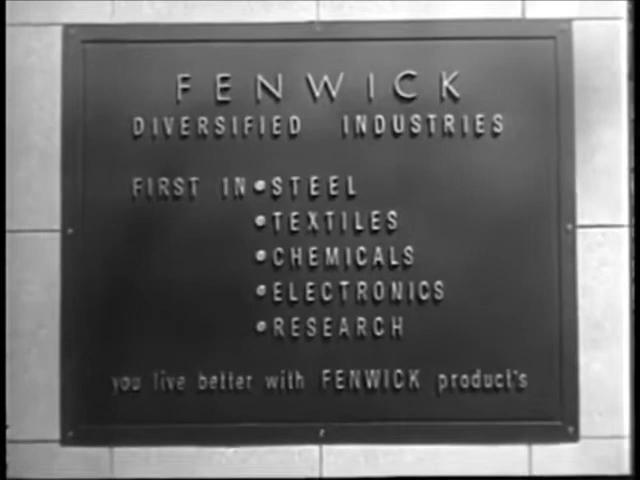 FENWICK
DIVERSIFIED INDUSTRIES
FIRST IN •STEEL
•TEXTILES
•CHEMICALS
•ELECTRONICS
•RESEARCH
you live better with FENWICK product's